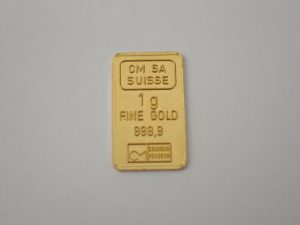 CM SA
SUISSE
1 g
FINE GOLD
999,9